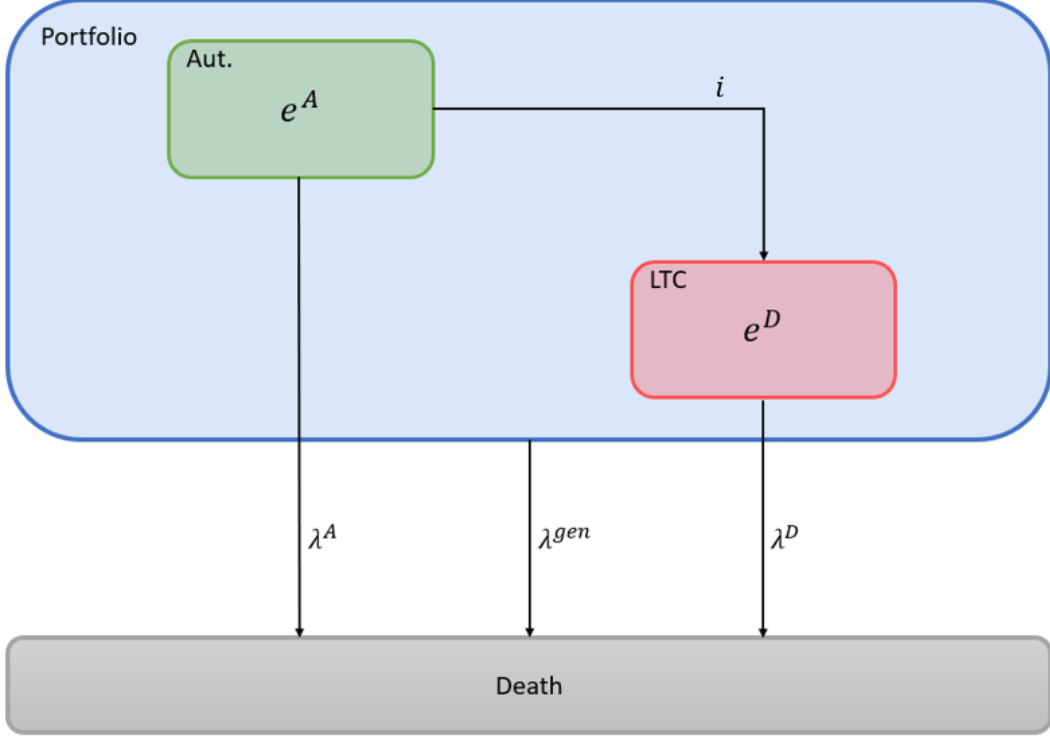 Portfolio
Aut.
e^A
i
LTC
e^D
λ^A
λ^gen
λ^D
Death